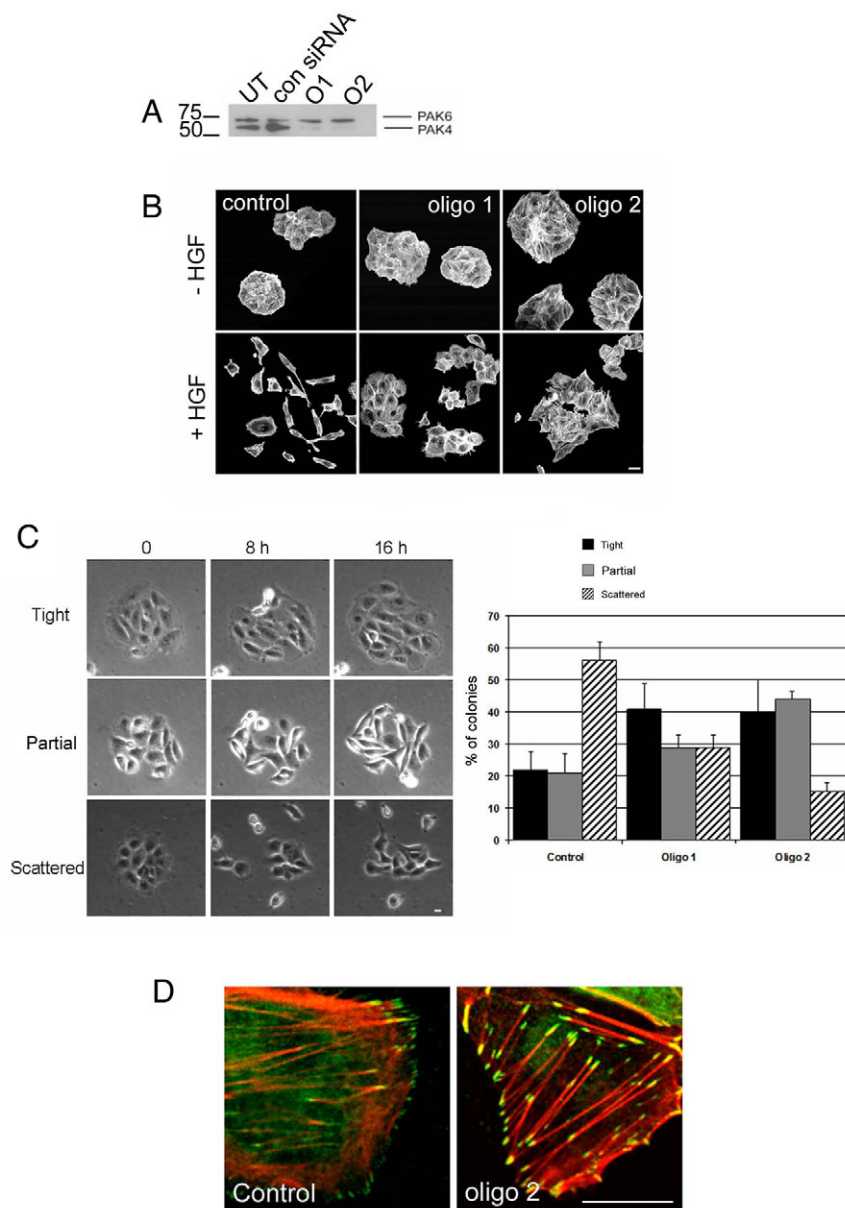 A
UT
con siRNA
O1
O2
75
50
PAK6
PAK4
B
control
oligo 1
oligo 2
- HGF
+ HGF
C
0
8 h
16 h
Tight
Partial
Scattered
Tight
Partial
Scattered
% of colonies
70
60
50
40
30
20
10
0
Control
Oligo 1
Oligo 2
D
Control
oligo 2